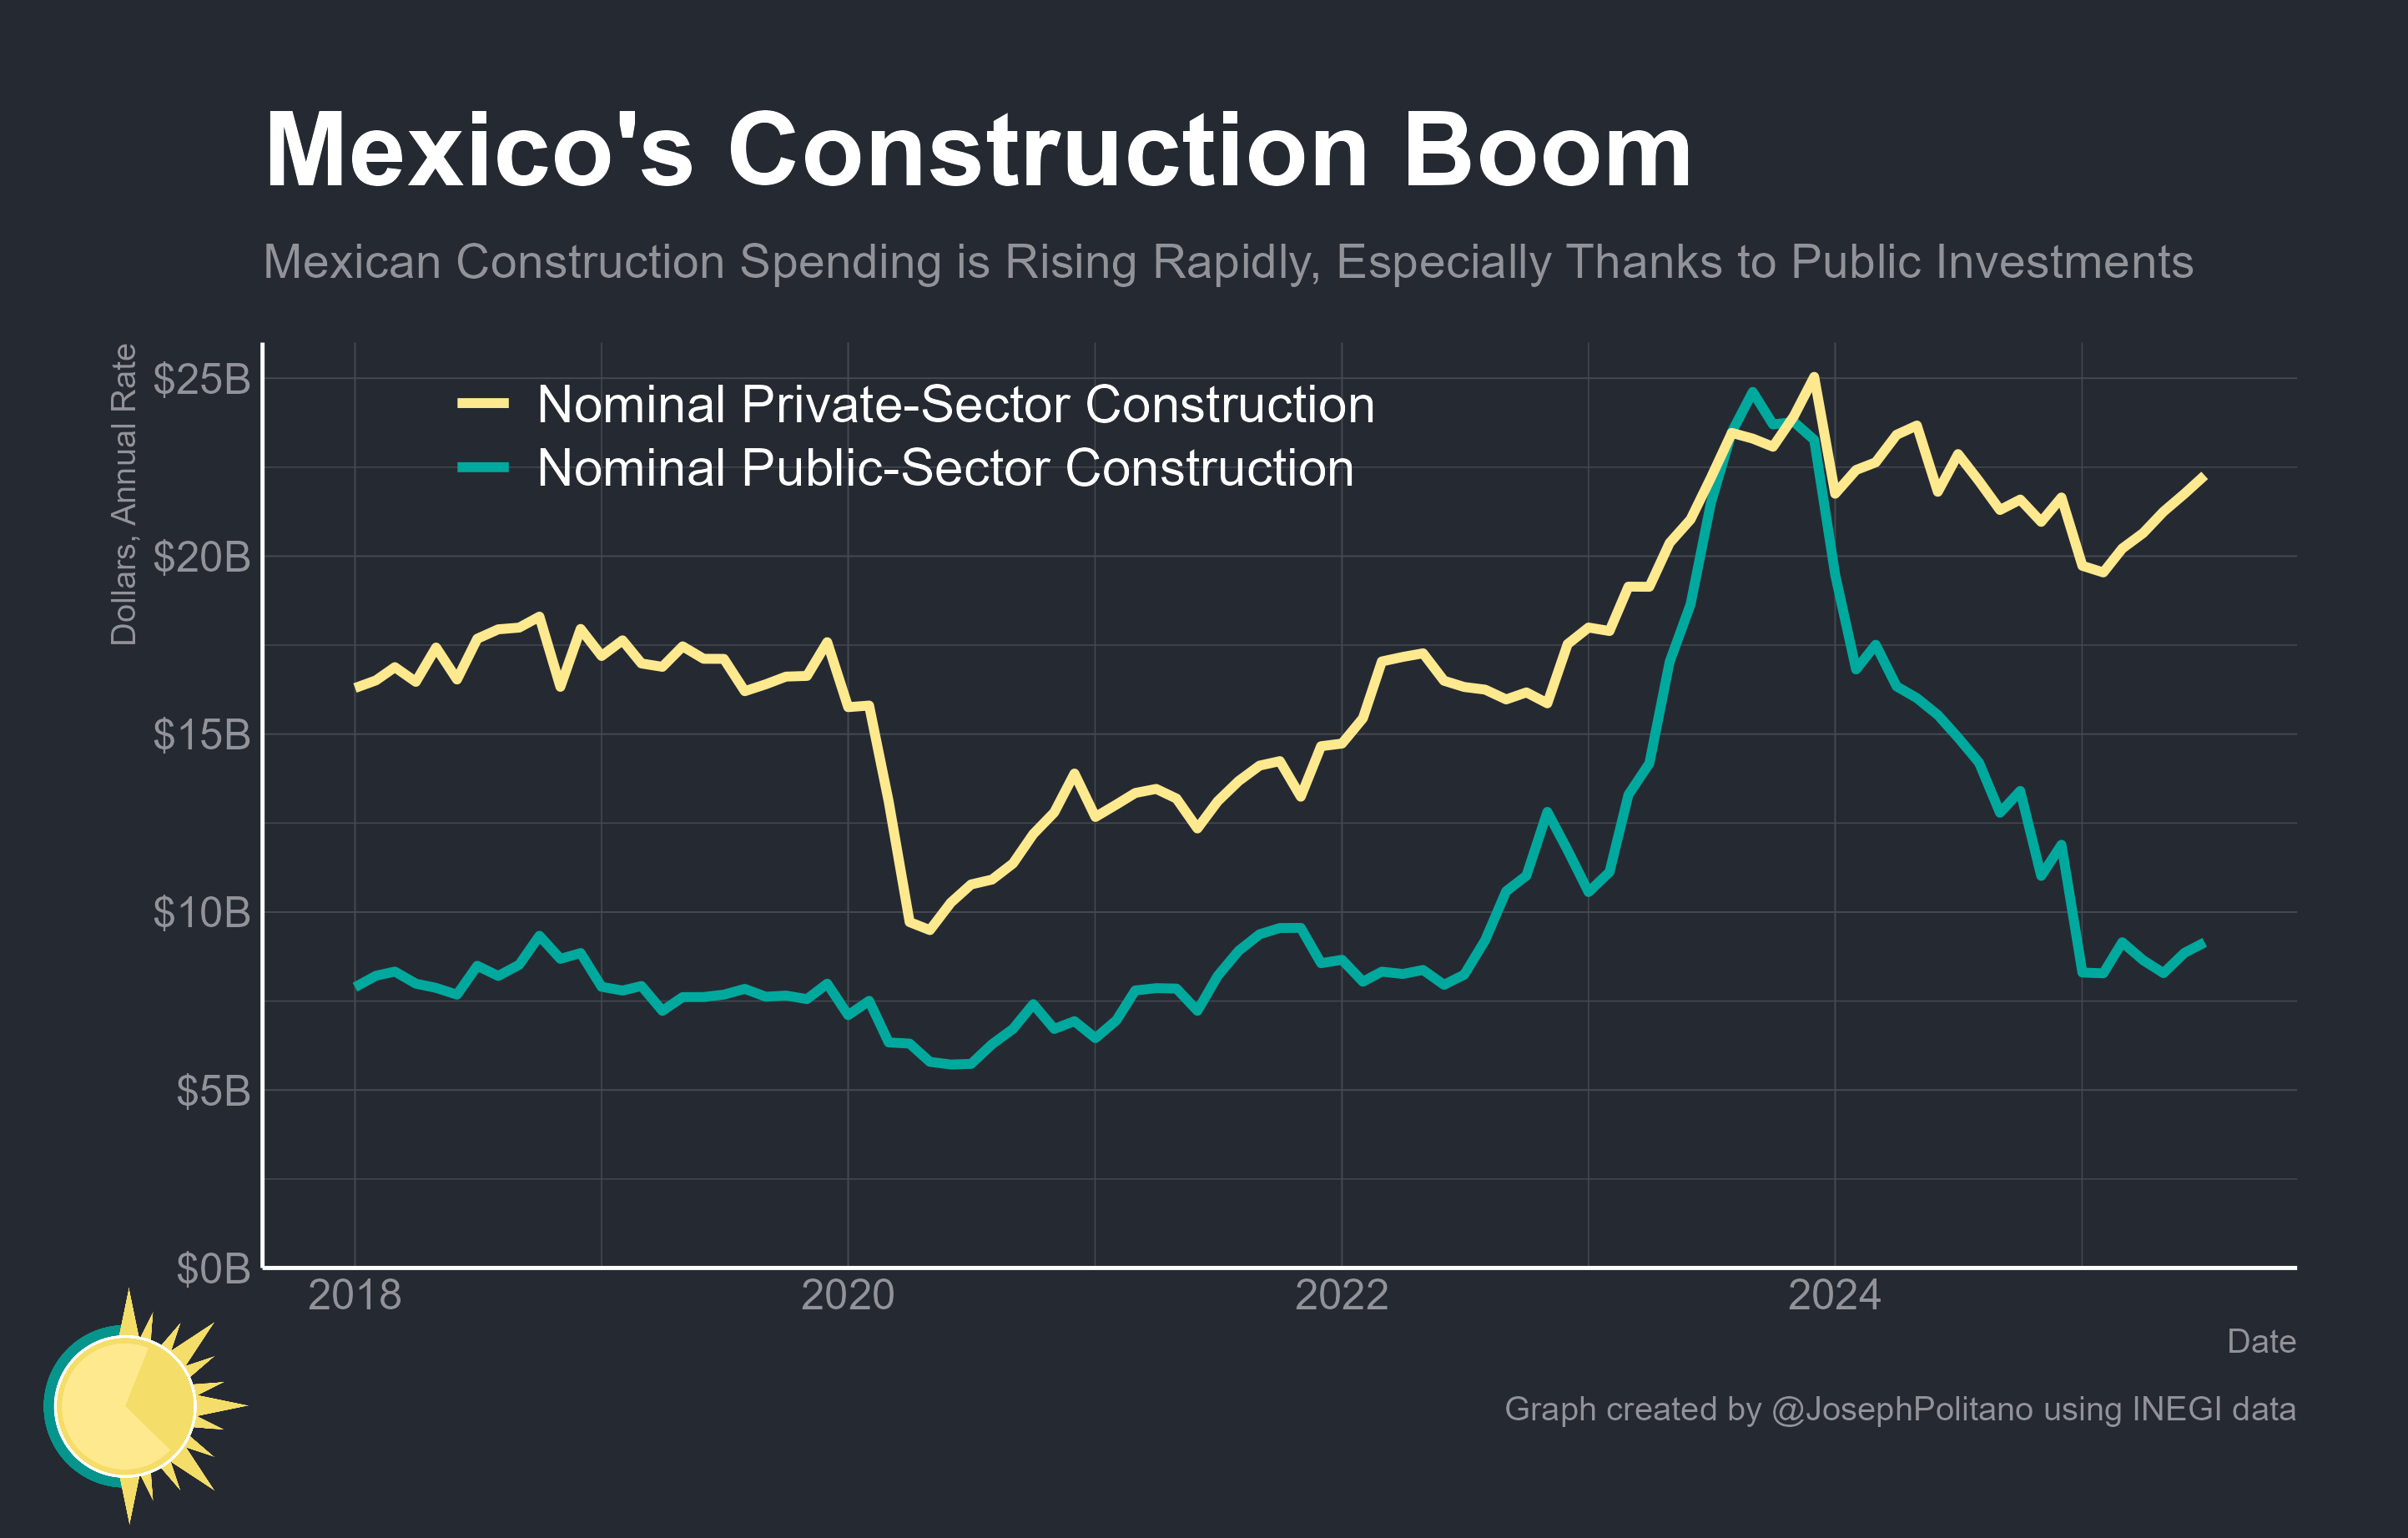 Mexico's Construction Boom
Mexican Construction Spending is Rising Rapidly, Especially Thanks to Public Investments
Dollars, Annual Rate
$25B
$20B
$15B
$10B
$5B
$0B
Nominal Private-Sector Construction
Nominal Public-Sector Construction
2018
2020
2022
2024
Date
Graph created by @JosephPolitano using INEGI data